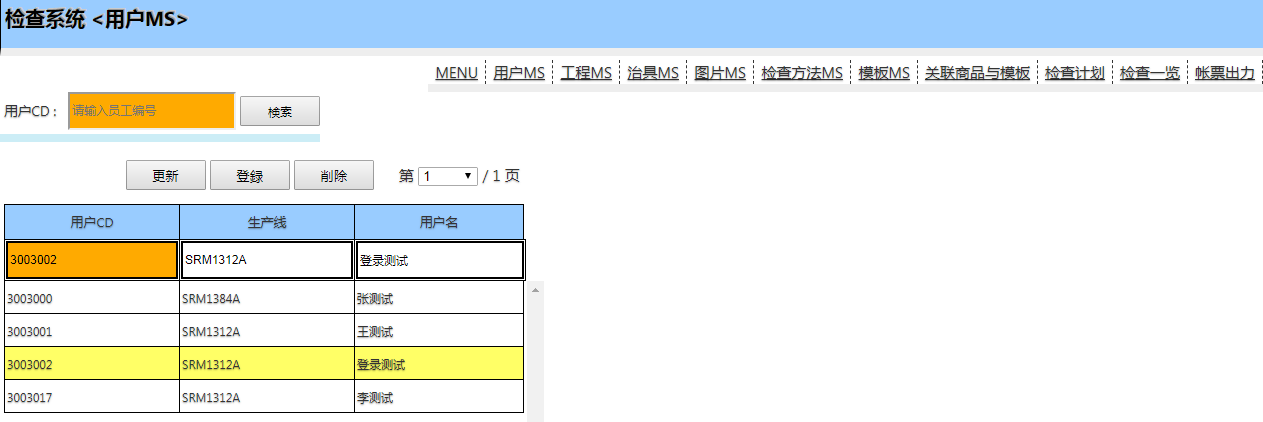 检查系统 <用户MS>
MENU 用户MS 工程MS 治具MS 图片MS 检查方法MS 模板MS 关联商品与模板 检查计划 检查一览 帐票出力
用户CD： 请输入员工编号 検索
更新 登録 削除 第 1 / 1 页
用户CD 生产线 用户名
3003002 SRM1312A 登录测试
3003000 SRM1384A 张测试
3003001 SRM1312A 王测试
3003002 SRM1312A 登录测试
3003017 SRM1312A 李测试